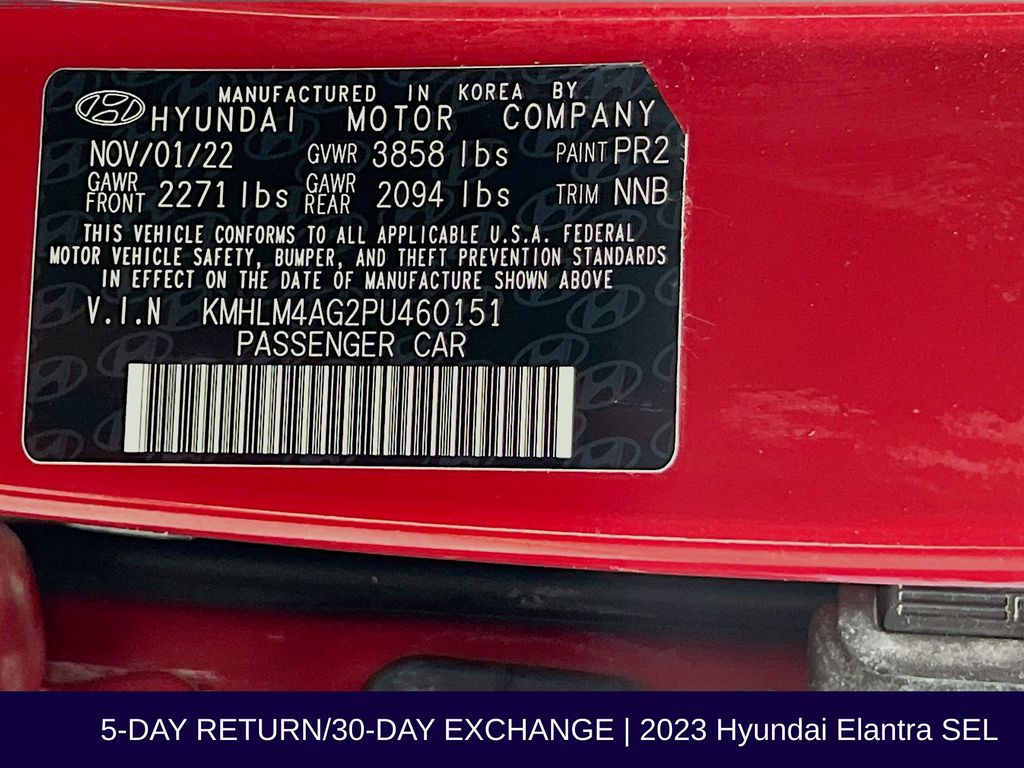 MANUFACTURED IN KOREA BY
HYUNDAI MOTOR COMPANY
NOV/01/22 GVWR 3858 lbs PAINT PR2
GAWR FRONT 2271 lbs GAWR REAR 2094 lbs TRIM NNB
THIS VEHICLE CONFORMS TO ALL APPLICABLE U.S.A. FEDERAL
MOTOR VEHICLE SAFETY, BUMPER, AND THEFT PREVENTION STANDARDS
IN EFFECT ON THE DATE OF MANUFACTURE SHOWN ABOVE
V.I.N KMHLM4AG2PU460151
PASSENGER CAR
5-DAY RETURN/30-DAY EXCHANGE | 2023 Hyundai Elantra SEL